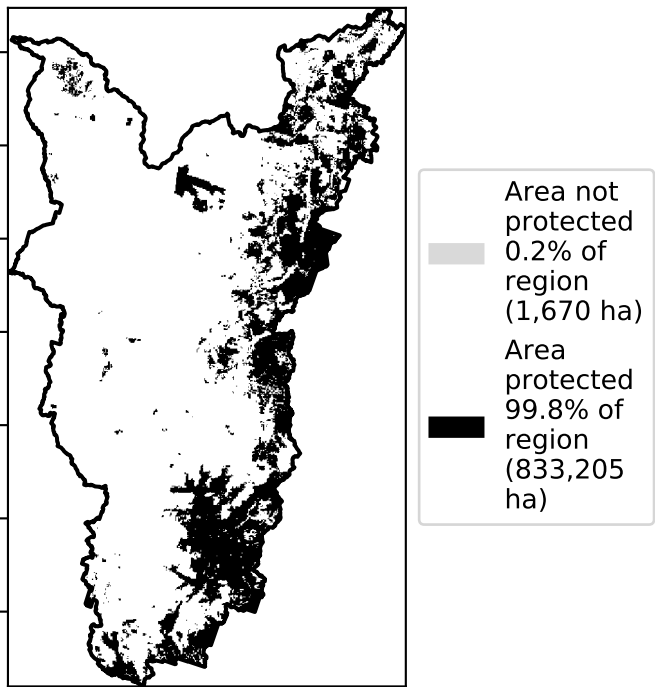 Area not
protected
0.2% of
region
(1,670 ha)
Area
protected
99.8% of
region
(833,205
ha)